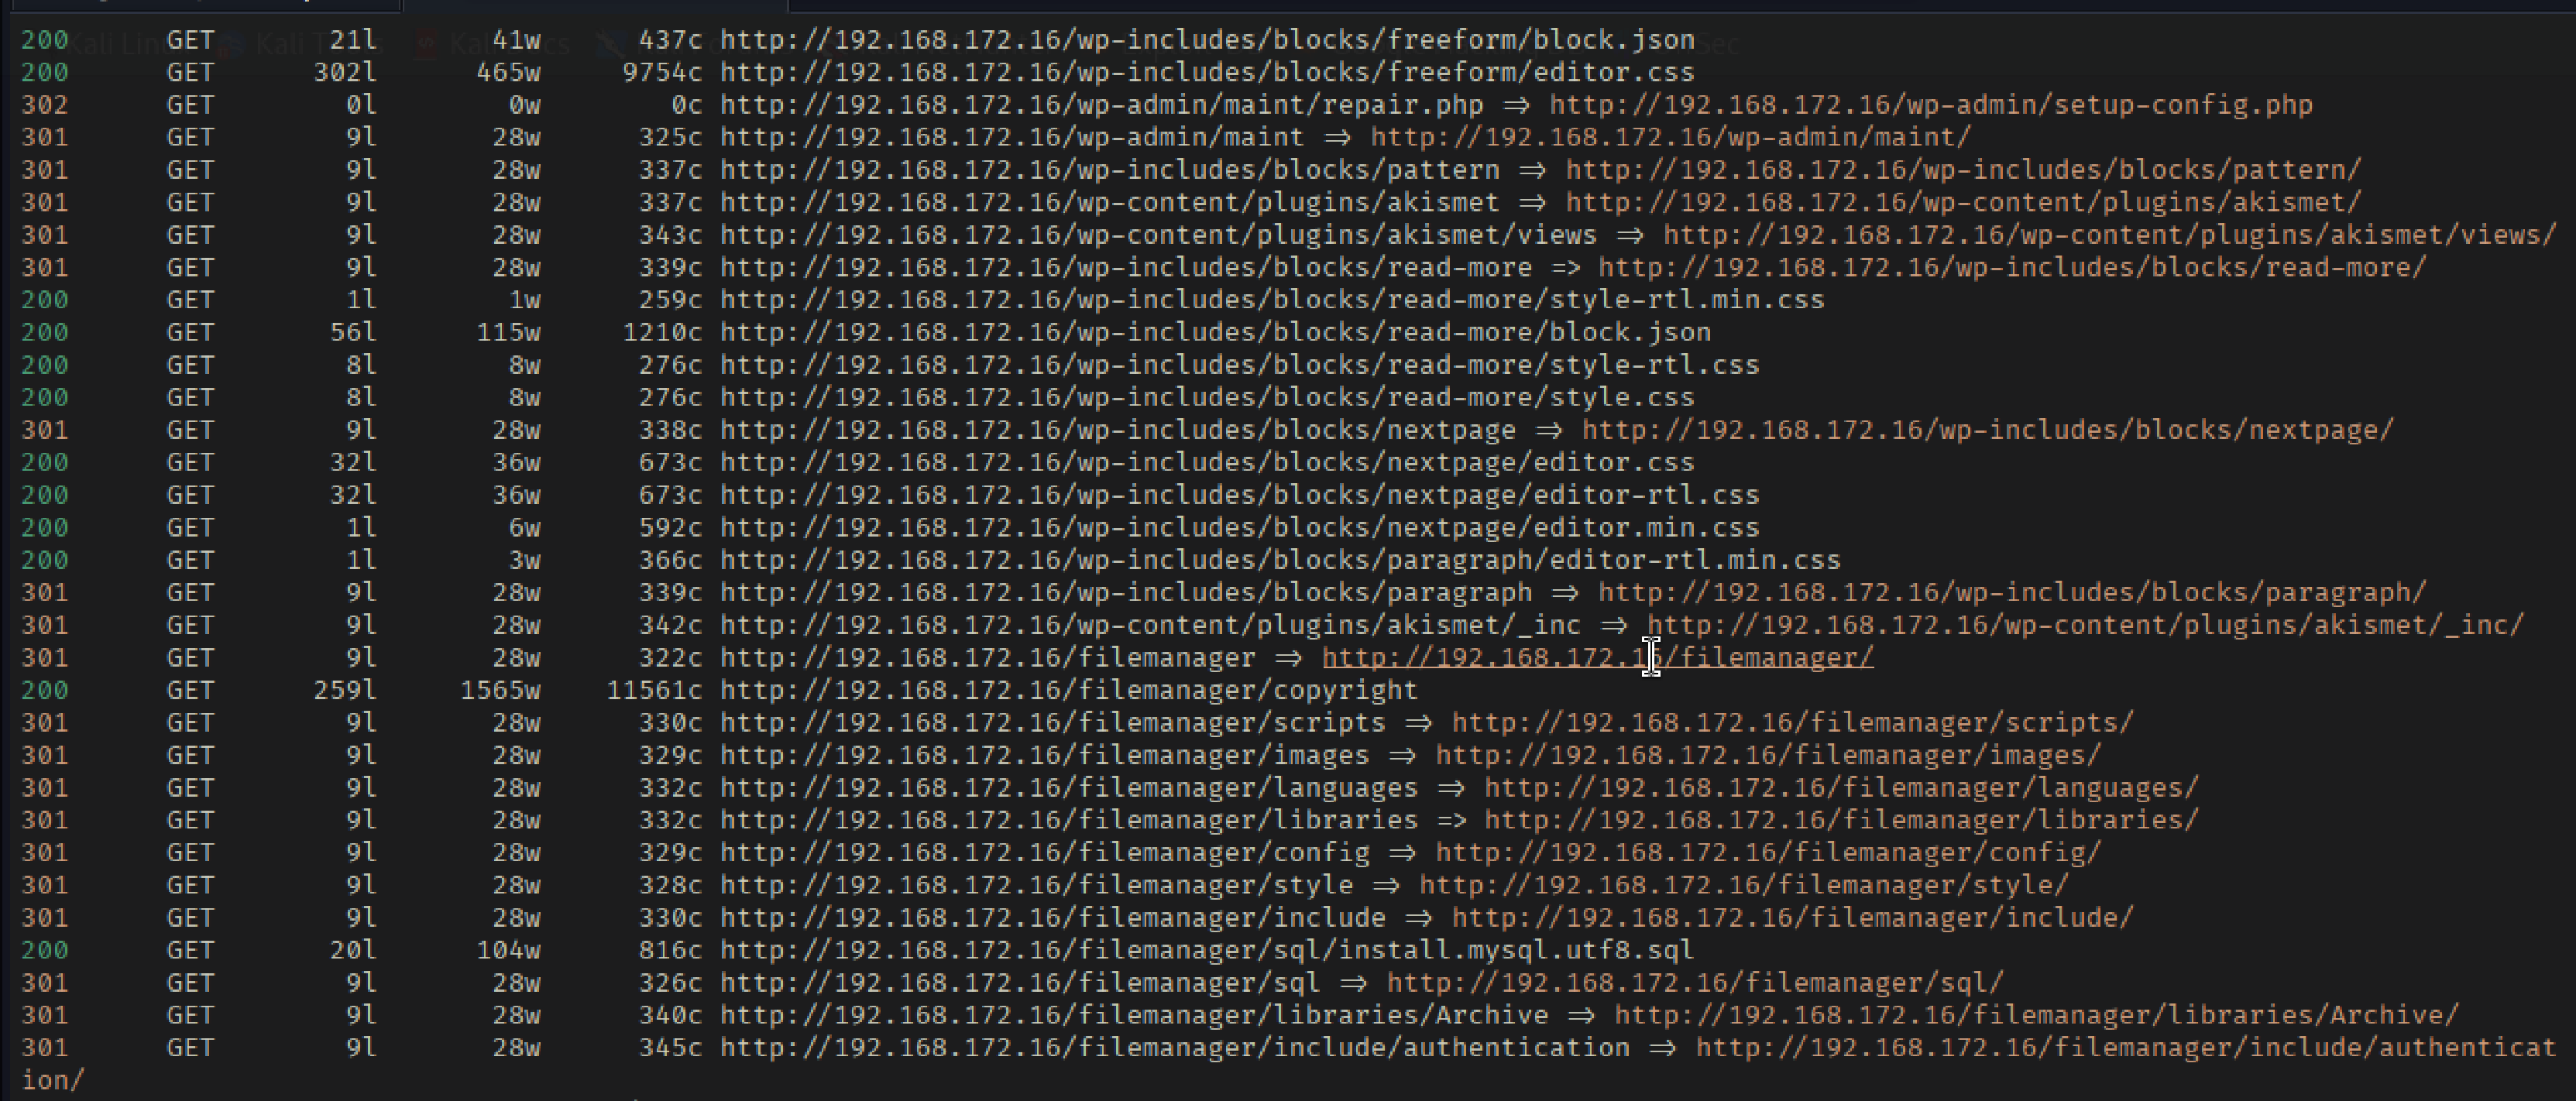 200 GET 21l 41w 437c http://192.168.172.16/wp-includes/blocks/freeform/block.json
200 GET 302l 465w 9754c http://192.168.172.16/wp-includes/blocks/freeform/editor.css
302 GET 0l 0w 0c http://192.168.172.16/wp-admin/maint/repair.php => http://192.168.172.16/wp-admin/setup-config.php
301 GET 9l 28w 325c http://192.168.172.16/wp-admin/maint => http://192.168.172.16/wp-admin/maint/
301 GET 9l 28w 337c http://192.168.172.16/wp-includes/blocks/pattern => http://192.168.172.16/wp-includes/blocks/pattern/
301 GET 9l 28w 337c http://192.168.172.16/wp-content/plugins/akismet => http://192.168.172.16/wp-content/plugins/akismet/
301 GET 9l 28w 343c http://192.168.172.16/wp-content/plugins/akismet/views => http://192.168.172.16/wp-content/plugins/akismet/views/
301 GET 9l 28w 339c http://192.168.172.16/wp-includes/blocks/read-more => http://192.168.172.16/wp-includes/blocks/read-more/
200 GET 1l 1w 259c http://192.168.172.16/wp-includes/blocks/read-more/style-rtl.min.css
200 GET 56l 115w 1210c http://192.168.172.16/wp-includes/blocks/read-more/block.json
200 GET 8l 8w 276c http://192.168.172.16/wp-includes/blocks/read-more/style-rtl.css
200 GET 8l 8w 276c http://192.168.172.16/wp-includes/blocks/read-more/style.css
301 GET 9l 28w 338c http://192.168.172.16/wp-includes/blocks/nextpage => http://192.168.172.16/wp-includes/blocks/nextpage/
200 GET 32l 36w 673c http://192.168.172.16/wp-includes/blocks/nextpage/editor.css
200 GET 32l 36w 673c http://192.168.172.16/wp-includes/blocks/nextpage/editor-rtl.css
200 GET 1l 6w 592c http://192.168.172.16/wp-includes/blocks/nextpage/editor.min.css
200 GET 1l 3w 366c http://192.168.172.16/wp-includes/blocks/paragraph/editor-rtl.min.css
301 GET 9l 28w 339c http://192.168.172.16/wp-includes/blocks/paragraph => http://192.168.172.16/wp-includes/blocks/paragraph/
301 GET 9l 28w 342c http://192.168.172.16/wp-content/plugins/akismet/_inc => http://192.168.172.16/wp-content/plugins/akismet/_inc/
301 GET 9l 28w 322c http://192.168.172.16/filemanager => http://192.168.172.16/filemanager/
200 GET 259l 1565w 11561c http://192.168.172.16/filemanager/copyright
301 GET 9l 28w 330c http://192.168.172.16/filemanager/scripts => http://192.168.172.16/filemanager/scripts/
301 GET 9l 28w 329c http://192.168.172.16/filemanager/images => http://192.168.172.16/filemanager/images/
301 GET 9l 28w 332c http://192.168.172.16/filemanager/languages => http://192.168.172.16/filemanager/languages/
301 GET 9l 28w 332c http://192.168.172.16/filemanager/libraries => http://192.168.172.16/filemanager/libraries/
301 GET 9l 28w 329c http://192.168.172.16/filemanager/config => http://192.168.172.16/filemanager/config/
301 GET 9l 28w 328c http://192.168.172.16/filemanager/style => http://192.168.172.16/filemanager/style/
301 GET 9l 28w 330c http://192.168.172.16/filemanager/include => http://192.168.172.16/filemanager/include/
200 GET 20l 104w 816c http://192.168.172.16/filemanager/sql/install.mysql.utf8.sql
301 GET 9l 28w 326c http://192.168.172.16/filemanager/sql => http://192.168.172.16/filemanager/sql/
301 GET 9l 28w 340c http://192.168.172.16/filemanager/libraries/Archive => http://192.168.172.16/filemanager/libraries/Archive/
301 GET 9l 28w 345c http://192.168.172.16/filemanager/include/authentication => http://192.168.172.16/filemanager/include/authenticat
ion/